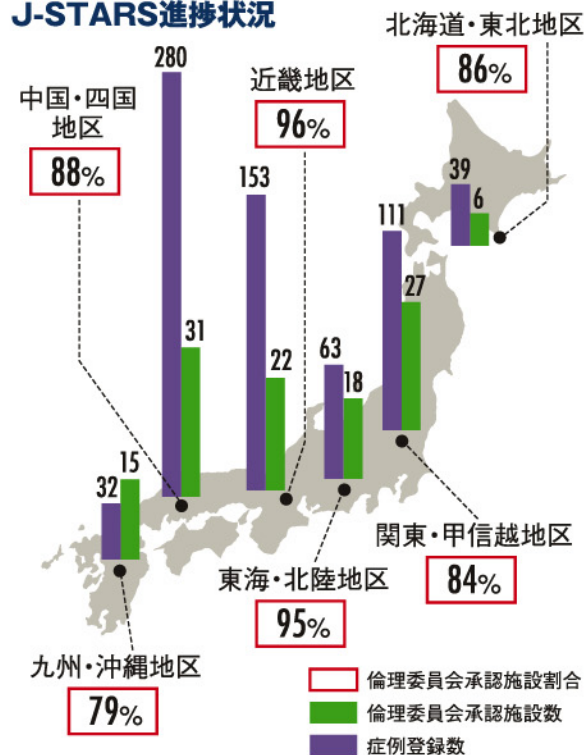 J-STARS進捗状況
北海道・東北地区
86%
近畿地区
96%
中国・四国
地区
88%
280
153
39
6
111
27
31
22
63
18
32
15
関東・甲信越地区
84%
東海・北陸地区
95%
九州・沖縄地区
79%
倫理委員会承認施設割合
倫理委員会承認施設数
症例登録数